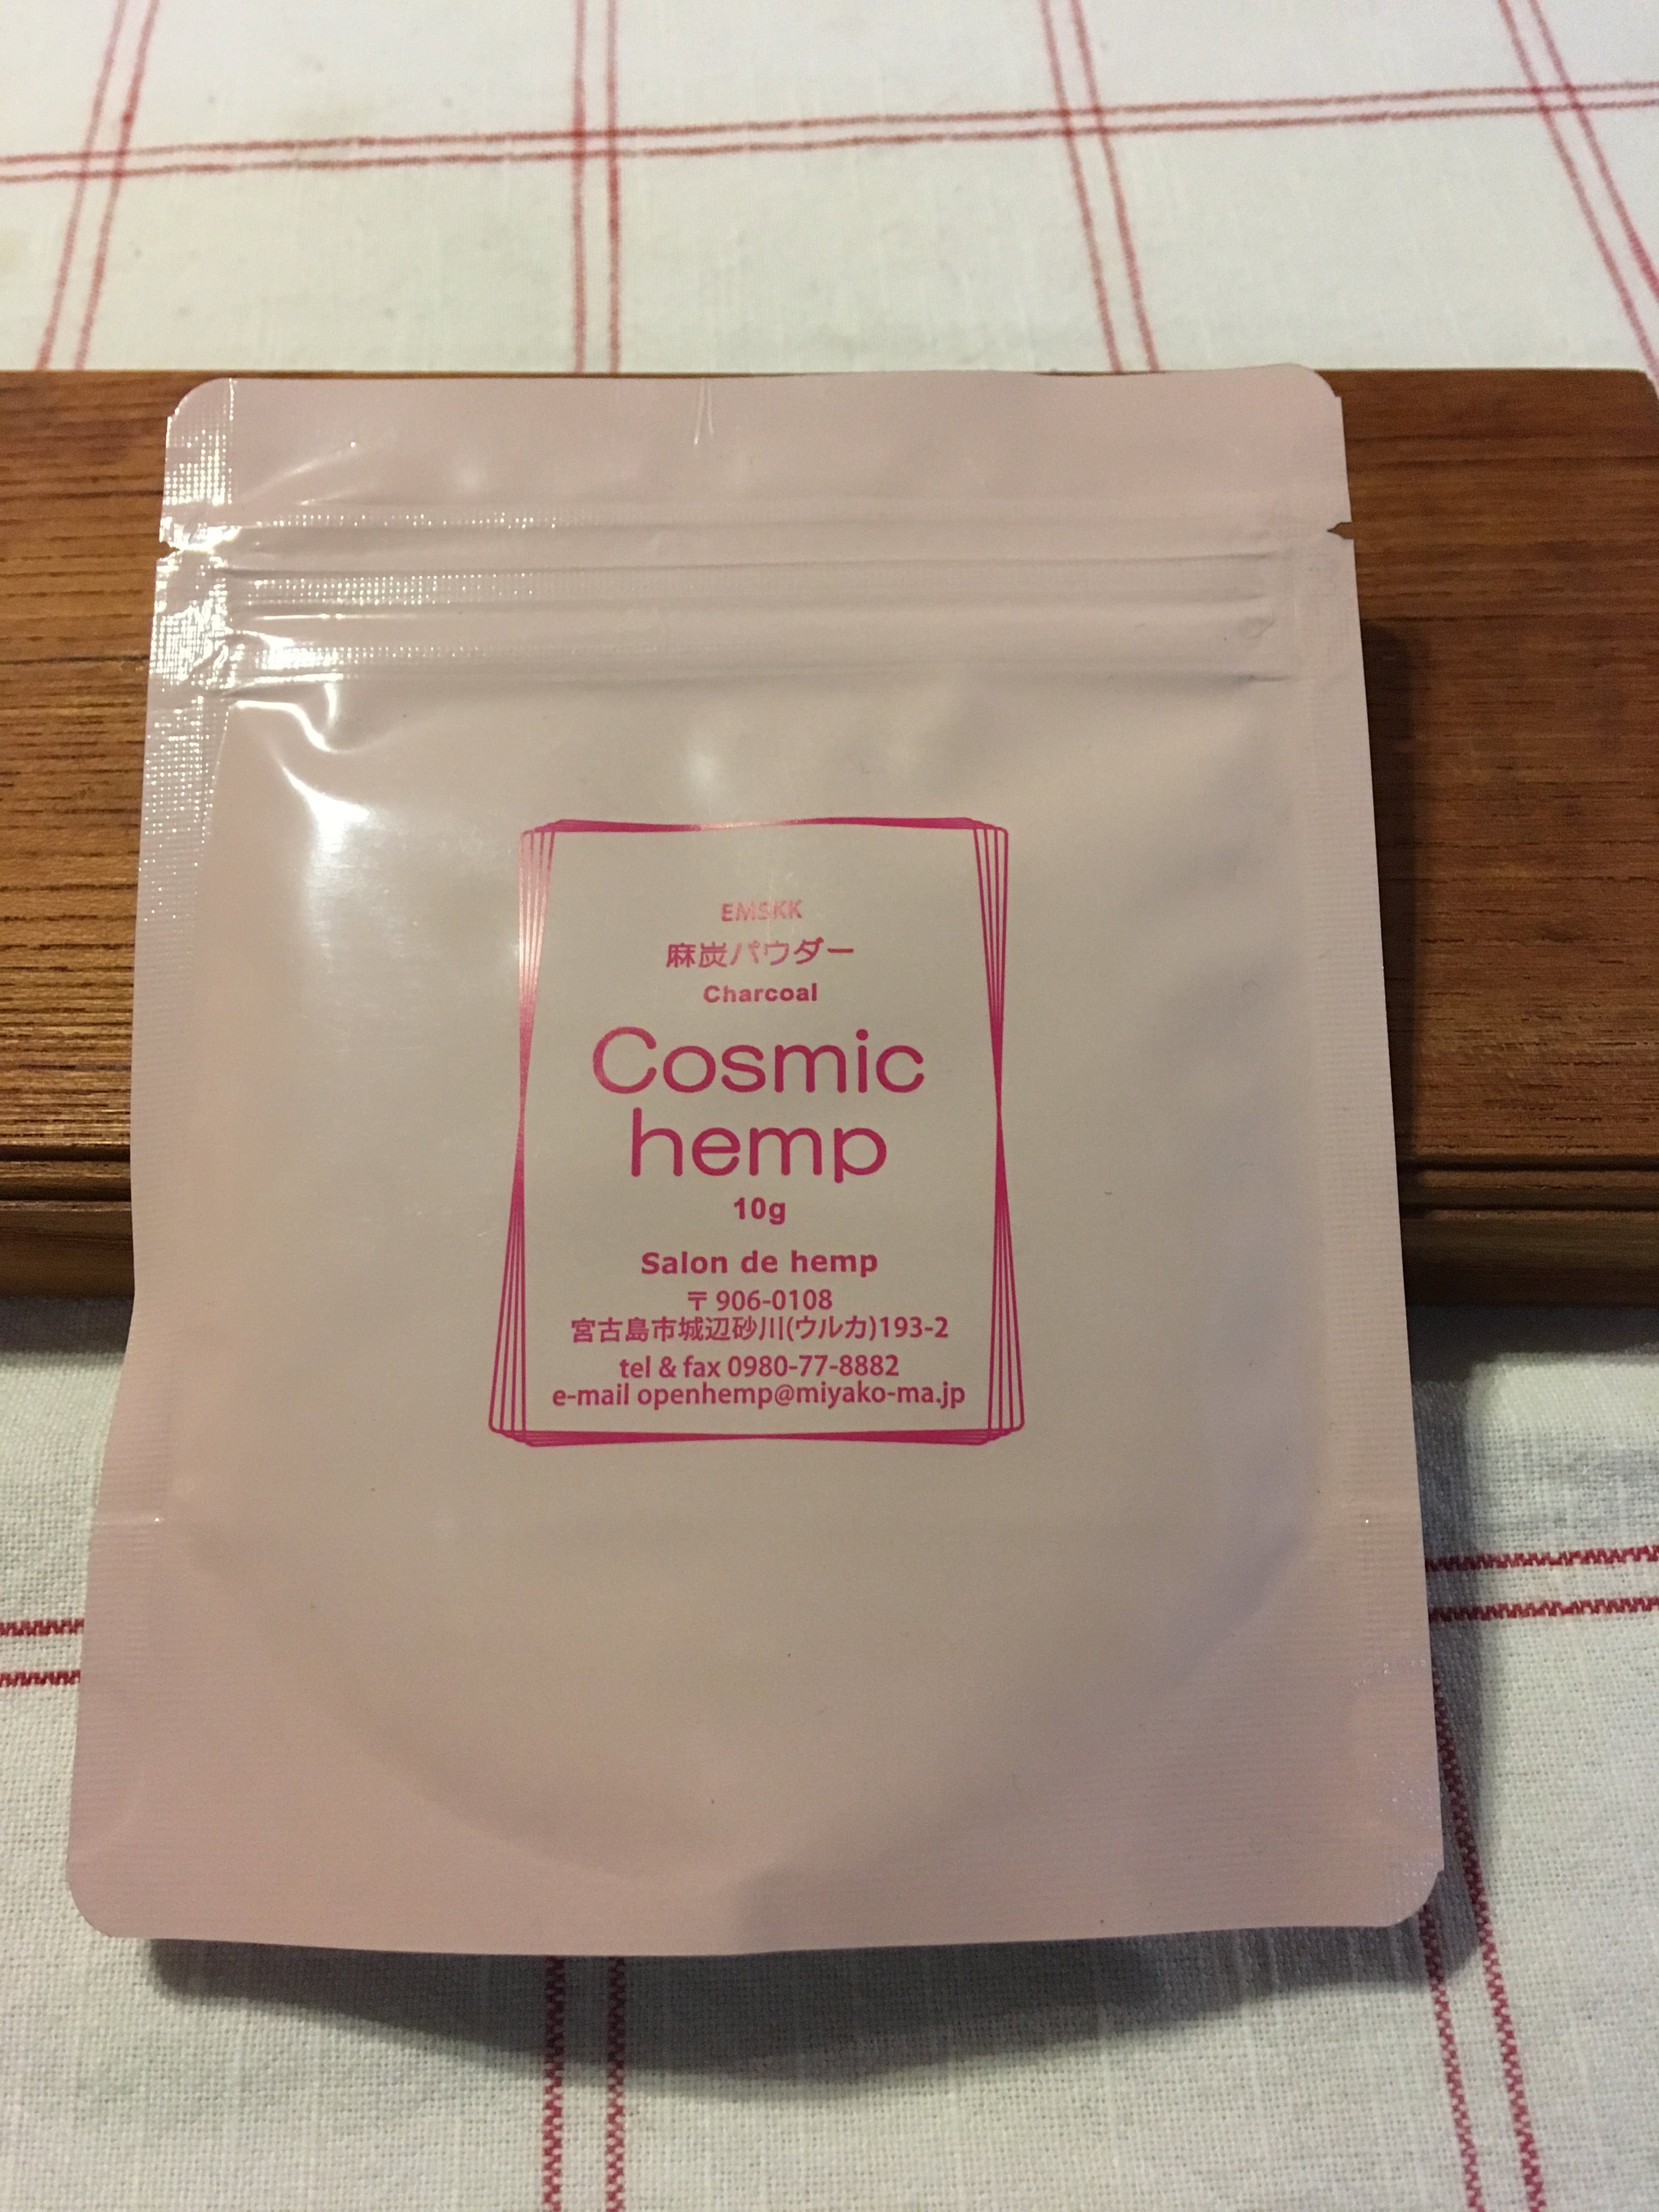 EMSKK
麻炭パウダー
Charcoal
Cosmic
hemp
10g
Salon de hemp
〒906-0108
宮古島市城辺砂川(ウルカ)193-2
tel & fax 0980-77-8882
e-mail openhemp@miyako-ma.jp